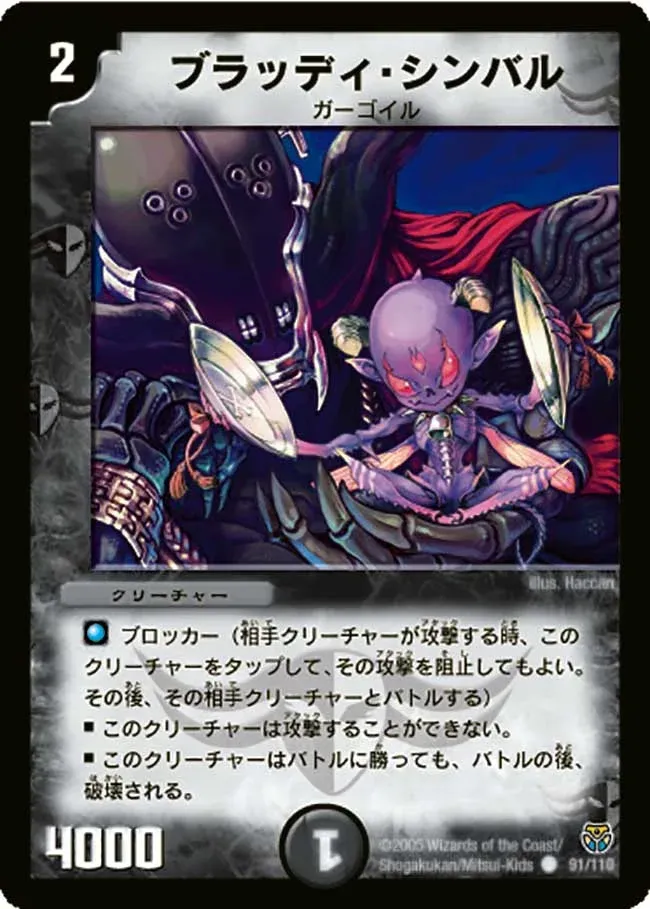 2
ブラッディ・シンバル
ガーゴイル
illus. Haccan
クリーチャー
ブロッカー（相手クリーチャーが攻撃する時、この
クリーチャーをタップして、その攻撃を阻止してもよい。
その後、その相手クリーチャーとバトルする）
■ このクリーチャーは攻撃することができない。
■ このクリーチャーはバトルに勝っても、バトルの後、
破壊される。
4000
1
©2005 Wizards of the Coast/
Shogakukan/Mitsui-Kids
91/110